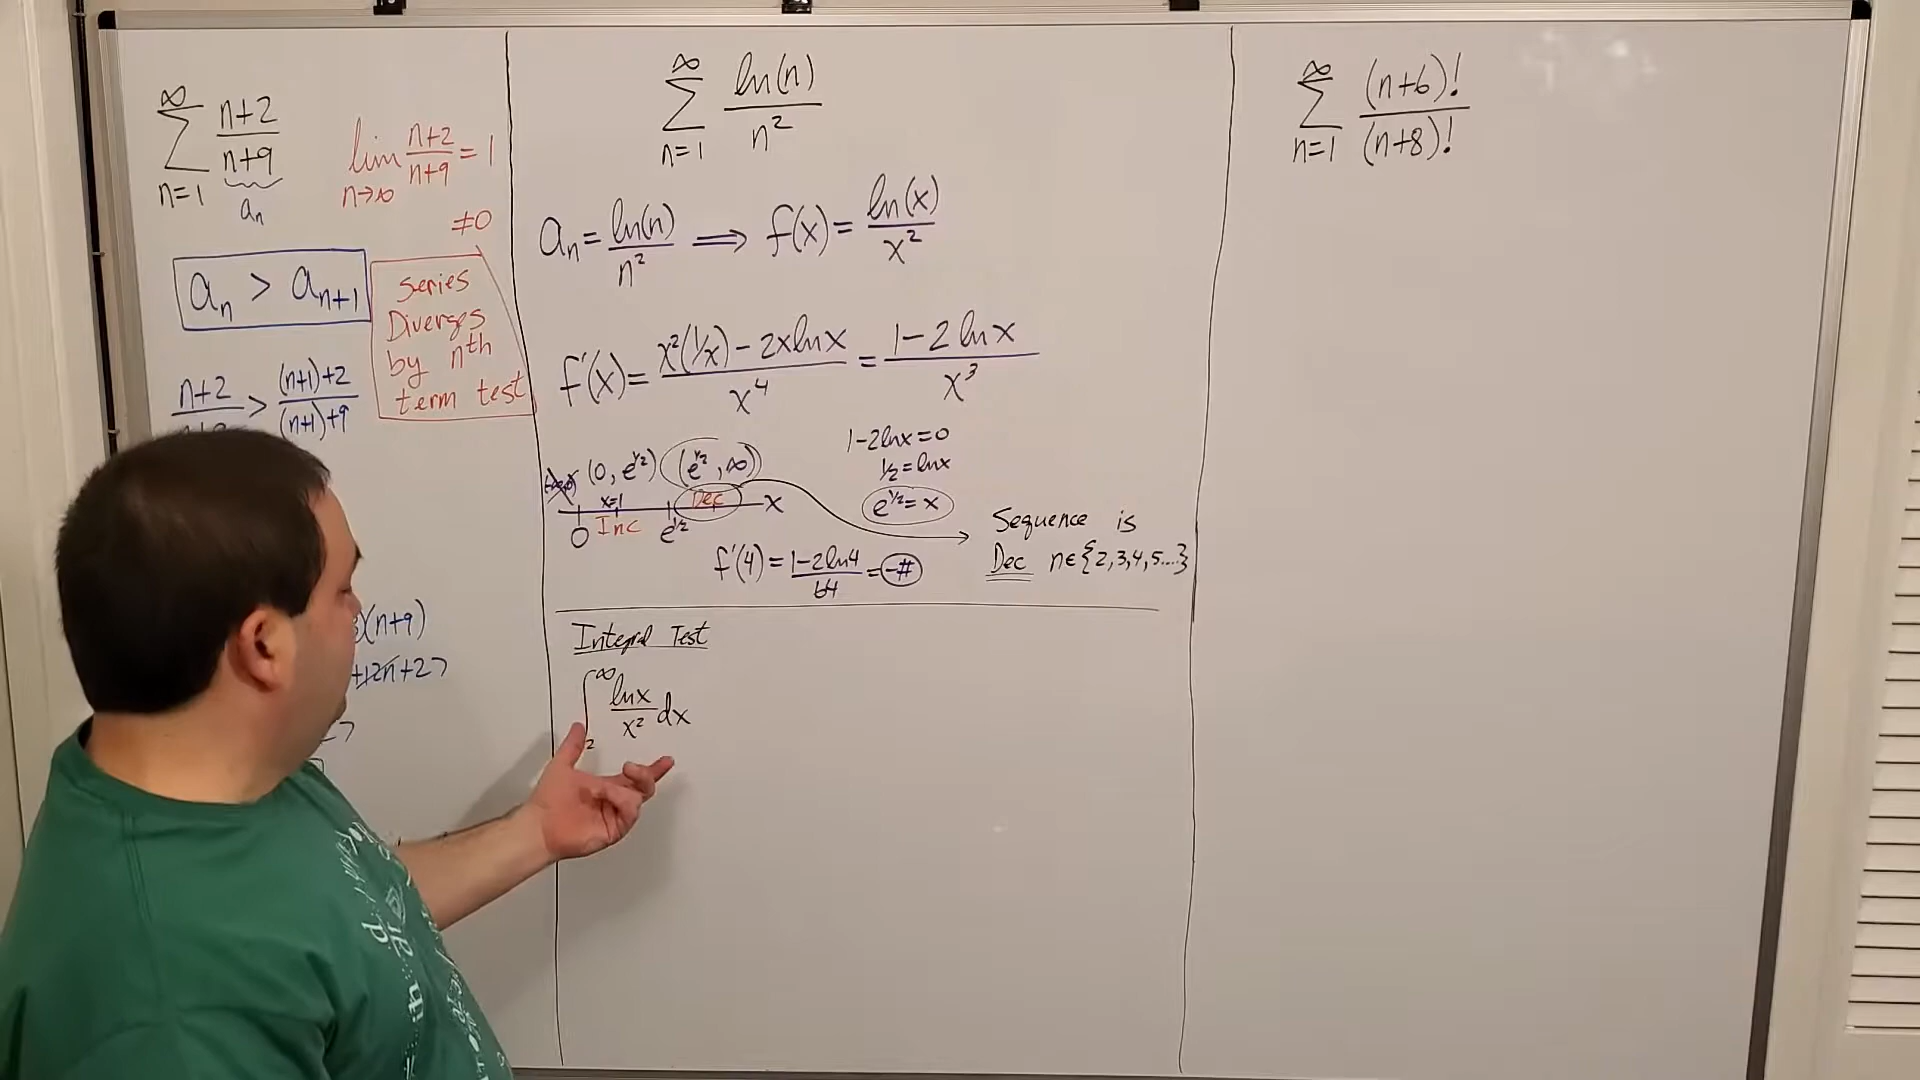 ∞
∑ n+2/n+9
n=1
aₙ
lim n+2/n+9 = 1
n→∞
≠0
aₙ > aₙ₊₁
Series
Diverges
by nᵗʰ
term test
n+2/ > (n+1)+2/(n+1)+9
)(n+9)
+12n+27
∞
∑ ln(n)/n²
n=1
aₙ = ln(n)/n² ⟹ f(x) = ln(x)/x²
f'(x) = x²(1/x) − 2x lnx/x⁴ = 1−2 lnx/x³
1−2lnx=0
½=lnx
e^½=x
(0, e^½) (e^½, ∞)
x=1 Dec x
0 Inc e^½
f'(4) = 1−2ln4/64 = −#
Sequence is
Dec n∈{2,3,4,5....}
Integral Test
∞
∫ lnx/x² dx
2
∞
∑ (n+6)!/(n+8)!
n=1